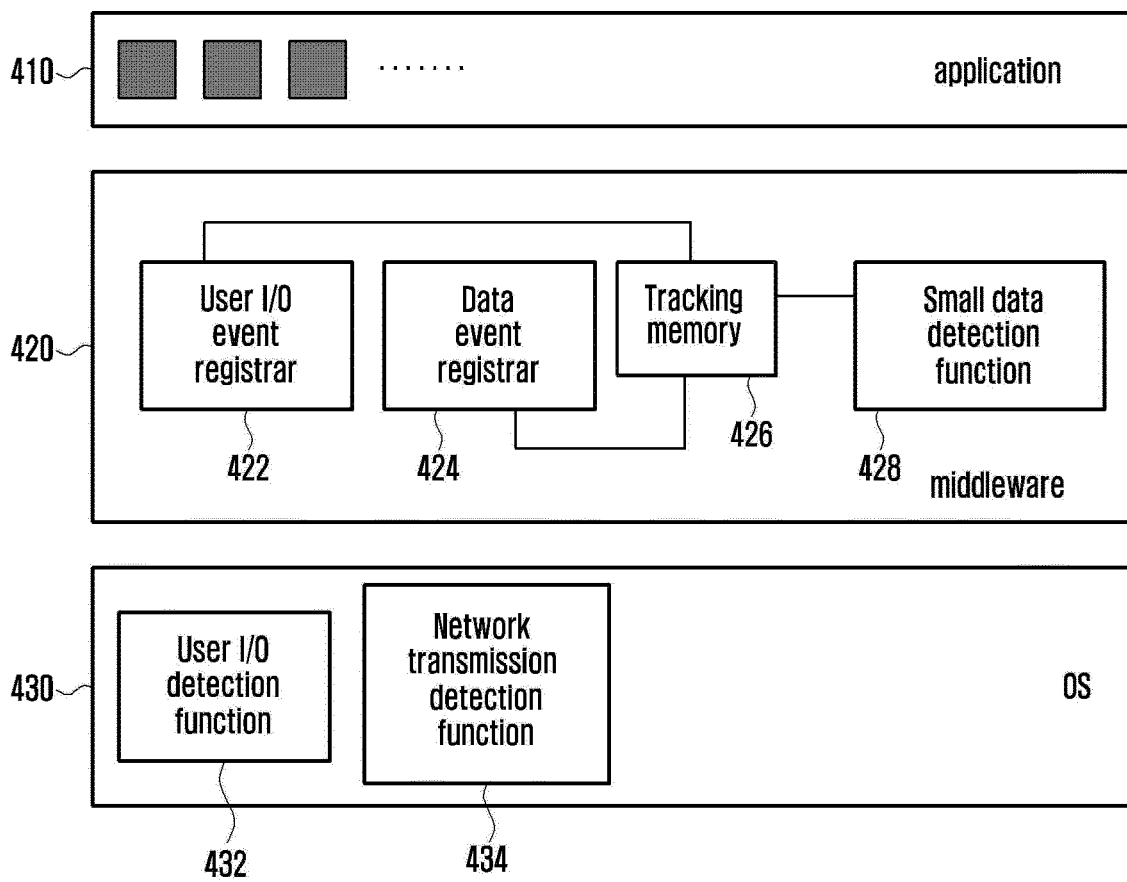 410
application
420
User I/O
event
registrar
Data
event
registrar
Tracking
memory
Small data
detection
function
422
424
426
428
middleware
430
User I/O
detection
function
Network
transmission
detection
function
OS
432
434